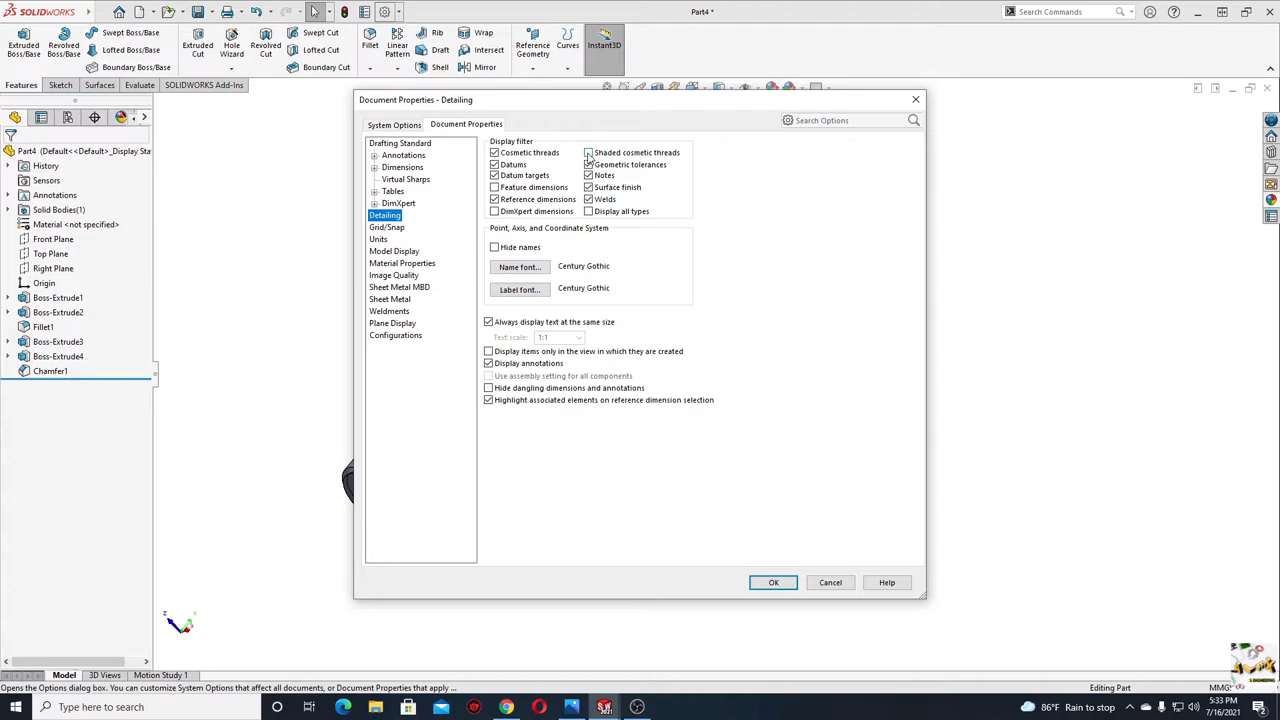 SOLIDWORKS
Part4 *
Search Commands
Extruded Boss/Base
Revolved Boss/Base
Swept Boss/Base
Lofted Boss/Base
Boundary Boss/Base
Extruded Cut
Hole Wizard
Revolved Cut
Swept Cut
Lofted Cut
Boundary Cut
Fillet
Linear Pattern
Rib
Draft
Shell
Wrap
Intersect
Mirror
Reference Geometry
Curves
Instant3D
Features
Sketch
Surfaces
Evaluate
SOLIDWORKS Add-Ins
Part4 (Default<<Default>_Display Sta
History
Sensors
Annotations
Solid Bodies(1)
Material <not specified>
Front Plane
Top Plane
Right Plane
Origin
Boss-Extrude1
Boss-Extrude2
Fillet1
Boss-Extrude3
Boss-Extrude4
Chamfer1
Document Properties - Detailing
System Options
Document Properties
Search Options
Drafting Standard
Annotations
Dimensions
Virtual Sharps
Tables
DimXpert
Detailing
Grid/Snap
Units
Model Display
Material Properties
Image Quality
Sheet Metal MBD
Sheet Metal
Weldments
Plane Display
Configurations
Display filter
Cosmetic threads
Shaded cosmetic threads
Datums
Geometric tolerances
Datum targets
Notes
Feature dimensions
Surface finish
Reference dimensions
Welds
DimXpert dimensions
Display all types
Point, Axis, and Coordinate System
Hide names
Name font...
Century Gothic
Label font...
Century Gothic
Always display text at the same size
Text scale:
1:1
Display items only in the view in which they are created
Display annotations
Use assembly setting for all components
Hide dangling dimensions and annotations
Highlight associated elements on reference dimension selection
OK
Cancel
Help
Z
Model
3D Views
Motion Study 1
Opens the Options dialog box. You can customize System Options that affect all documents, or Document Properties that apply ...
Editing Part
MMG
Type here to search
SW
2021
86°F Rain to stop
5:33 PM
7/16/2021
2